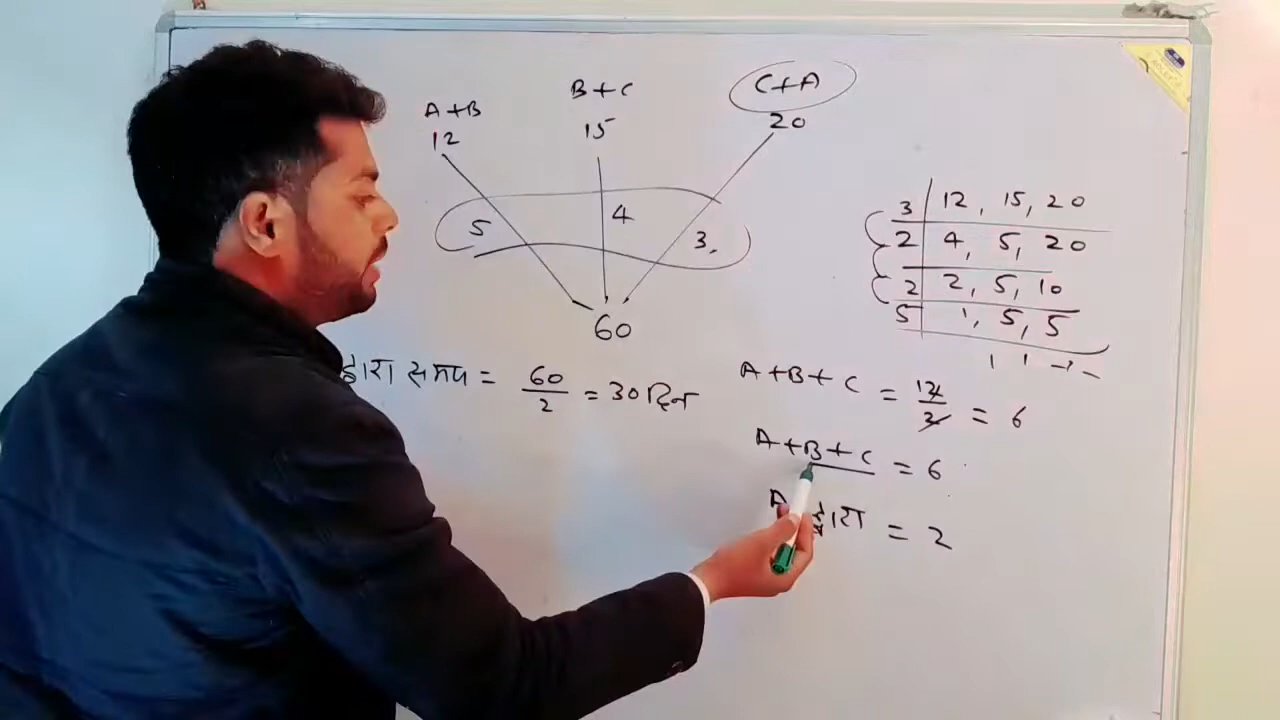 A+B B+C C+A
12 15 20
5 4 3
60
3 | 12, 15, 20
2 | 4, 5, 20
2 | 2, 5, 10
5 | 1, 5, 5
1 1
द्वारा समय = 60/2 = 30 दिन
A+B+C = 12/2 = 6
A+B+C = 6
A द्वारा = 2